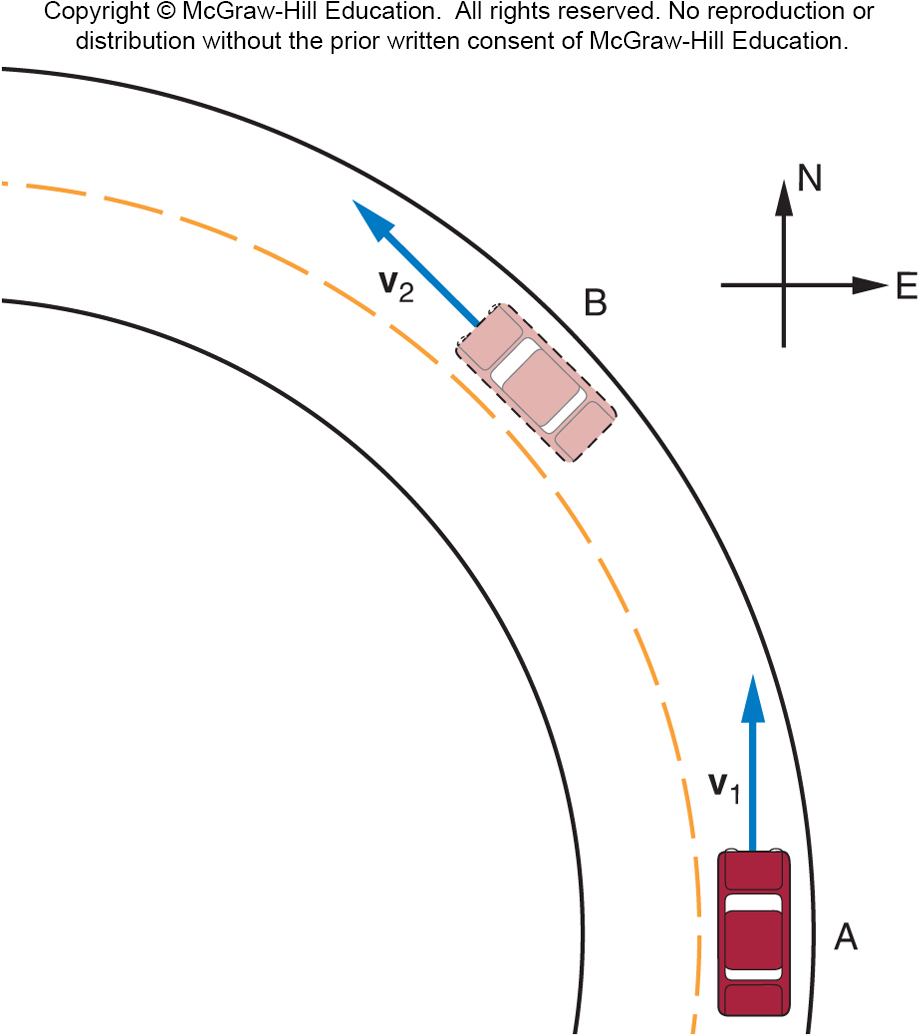 Copyright © McGraw-Hill Education. All rights reserved. No reproduction or
distribution without the prior written consent of McGraw-Hill Education.
N
E
B
v2
v1
A